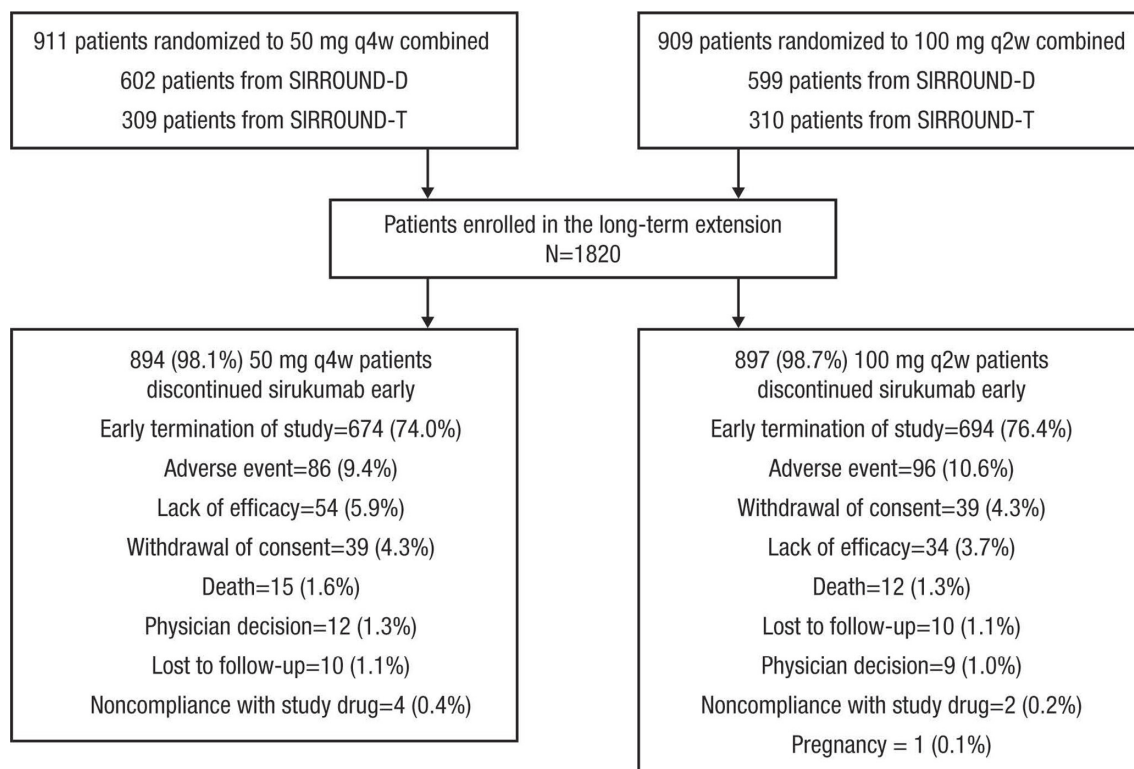 911 patients randomized to 50 mg q4w combined
602 patients from SIRROUND-D
309 patients from SIRROUND-T
909 patients randomized to 100 mg q2w combined
599 patients from SIRROUND-D
310 patients from SIRROUND-T
Patients enrolled in the long-term extension
N=1820
894 (98.1%) 50 mg q4w patients
discontinued sirukumab early
Early termination of study=674 (74.0%)
Adverse event=86 (9.4%)
Lack of efficacy=54 (5.9%)
Withdrawal of consent=39 (4.3%)
Death=15 (1.6%)
Physician decision=12 (1.3%)
Lost to follow-up=10 (1.1%)
Noncompliance with study drug=4 (0.4%)
897 (98.7%) 100 mg q2w patients
discontinued sirukumab early
Early termination of study=694 (76.4%)
Adverse event=96 (10.6%)
Withdrawal of consent=39 (4.3%)
Lack of efficacy=34 (3.7%)
Death=12 (1.3%)
Lost to follow-up=10 (1.1%)
Physician decision=9 (1.0%)
Noncompliance with study drug=2 (0.2%)
Pregnancy = 1 (0.1%)